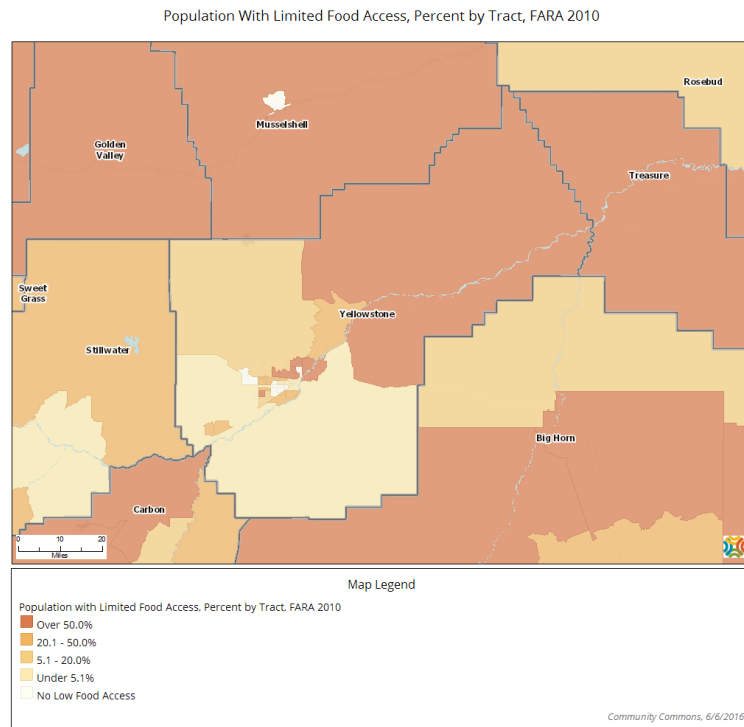 Population With Limited Food Access, Percent by Tract, FARA 2010
Rosebud
Musselshell
Golden
Valley
Treasure
Sweet
Grass
Yellowstone
Stillwater
Big Horn
Carbon
0 10 20
Miles
Map Legend
Population with Limited Food Access, Percent by Tract, FARA 2010
Over 50.0%
20.1 - 50.0%
5.1 - 20.0%
Under 5.1%
No Low Food Access
Community Commons, 6/6/2016